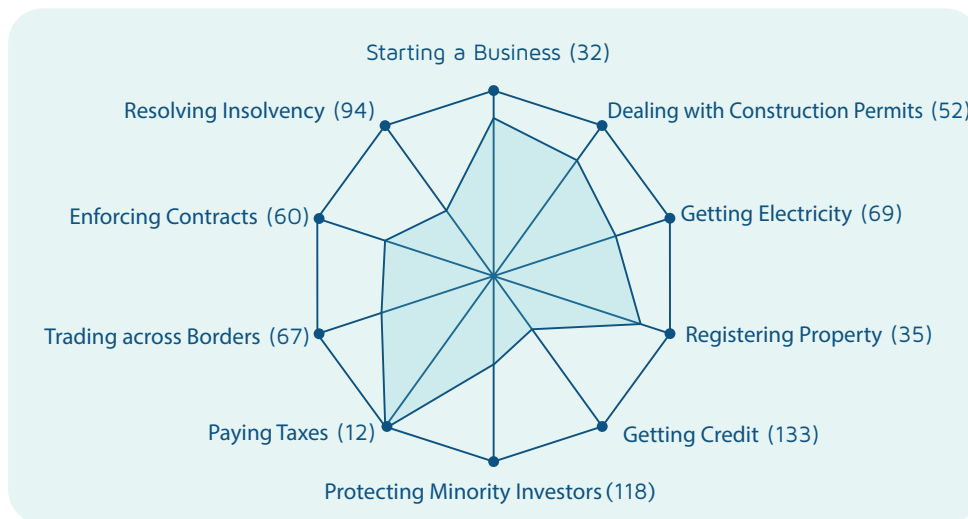 Starting a Business (32)
Resolving Insolvency (94)
Dealing with Construction Permits (52)
Enforcing Contracts (60)
Getting Electricity (69)
Trading across Borders (67)
Registering Property (35)
Paying Taxes (12)
Getting Credit (133)
Protecting Minority Investors (118)